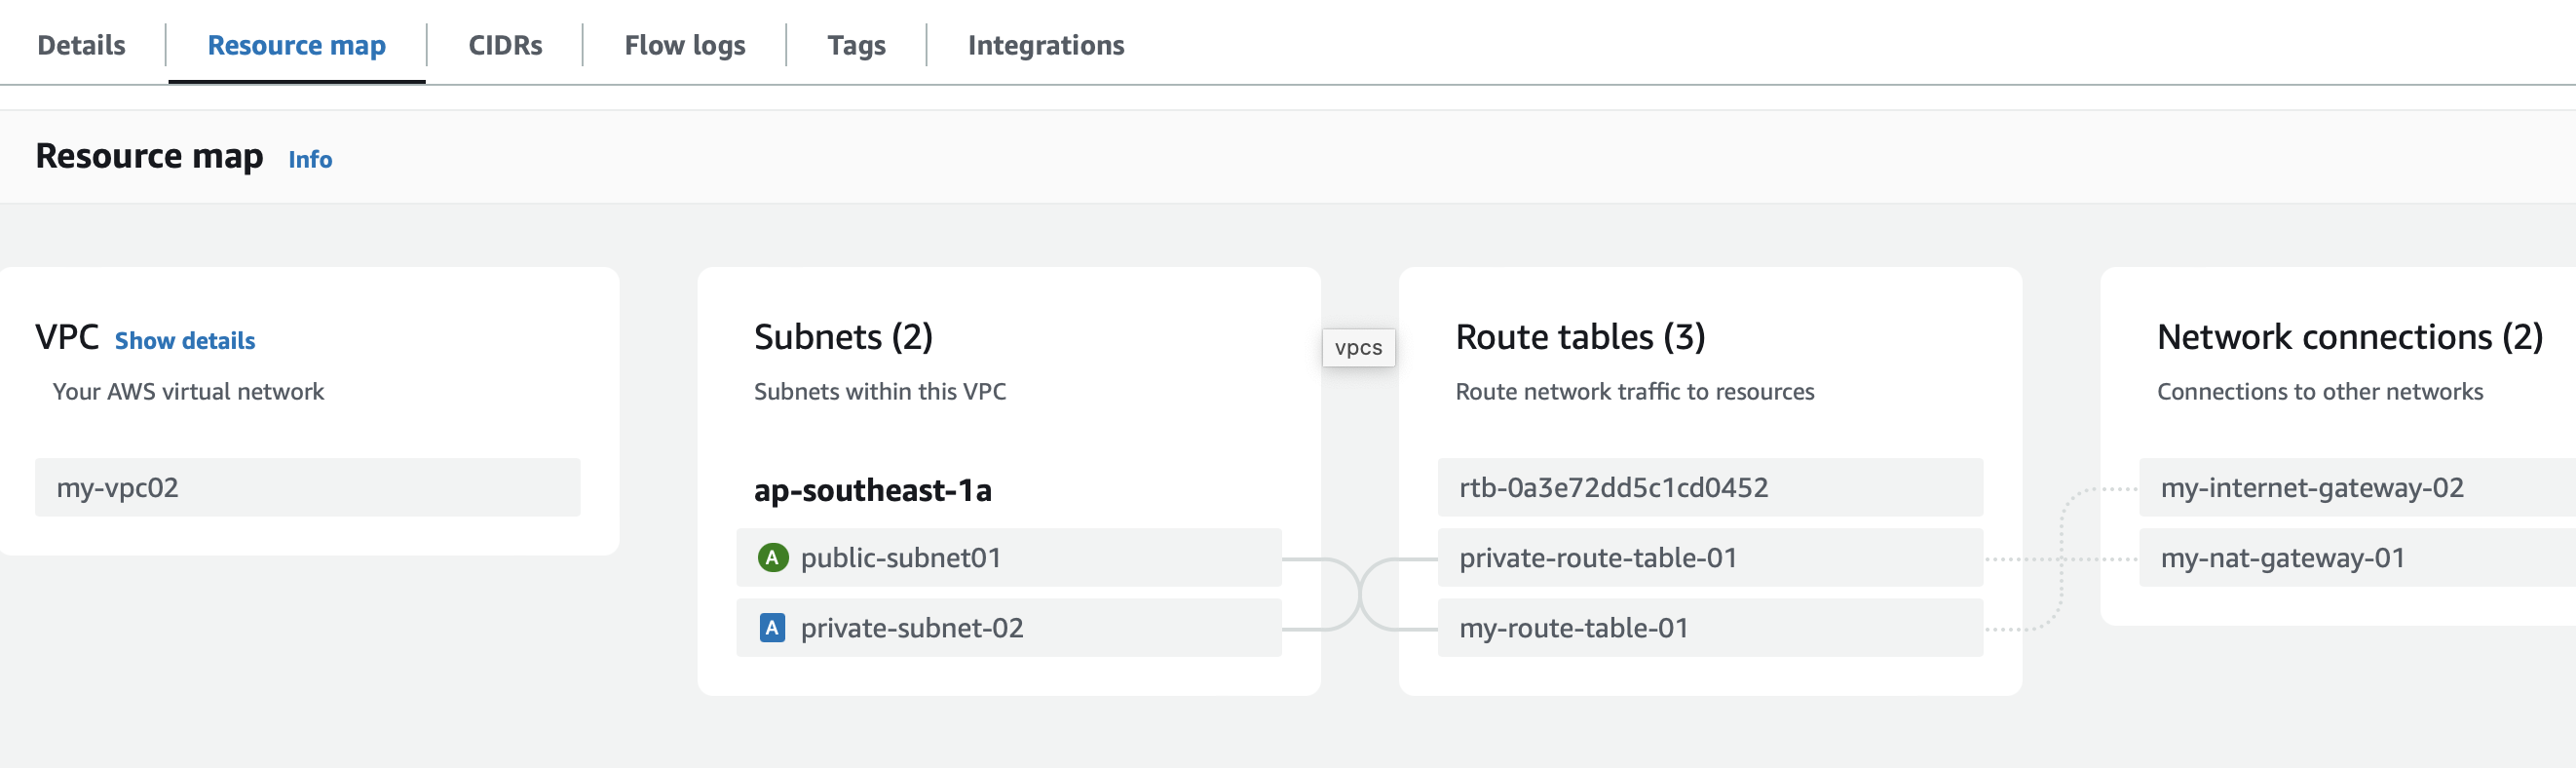 Details
Resource map
CIDRs
Flow logs
Tags
Integrations
Resource map Info
VPC Show details
Your AWS virtual network
my-vpc02
Subnets (2)
Subnets within this VPC
ap-southeast-1a
A public-subnet01
A private-subnet-02
vpcs
Route tables (3)
Route network traffic to resources
rtb-0a3e72dd5c1cd0452
private-route-table-01
my-route-table-01
Network connections (2)
Connections to other networks
my-internet-gateway-02
my-nat-gateway-01